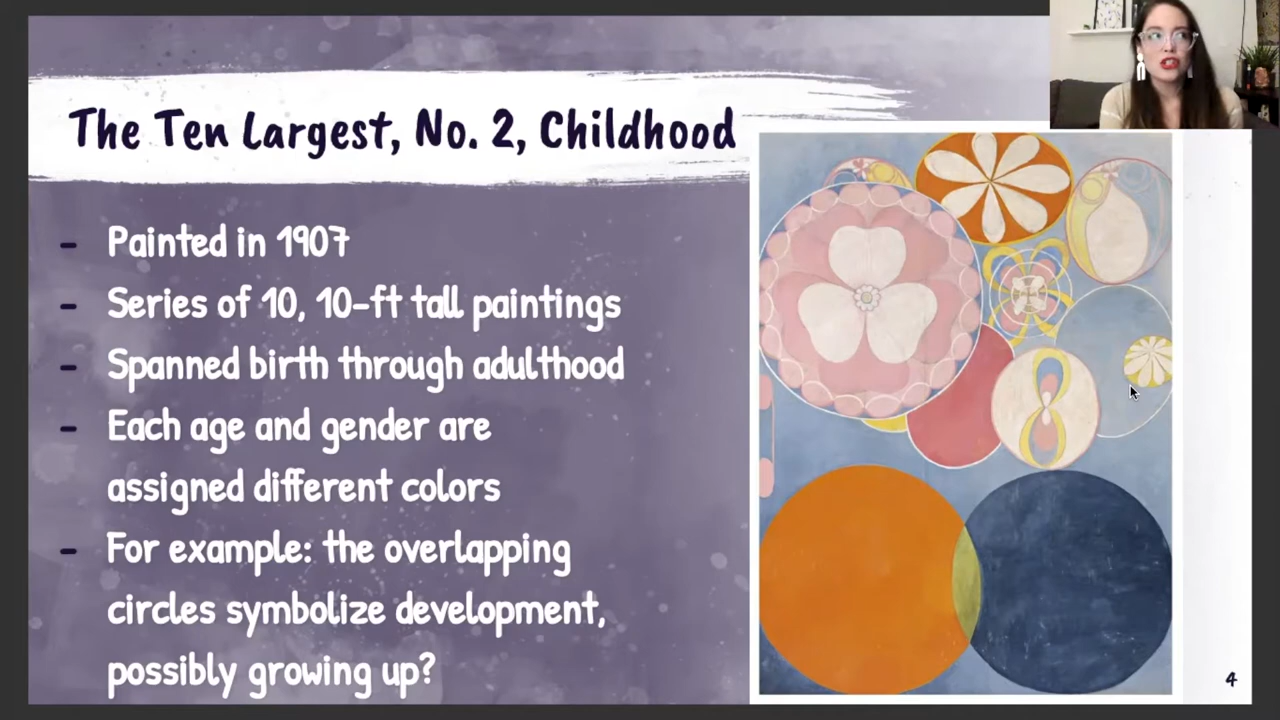 The Ten Largest, No. 2, Childhood
- Painted in 1907
- Series of 10, 10-ft tall paintings
- Spanned birth through adulthood
- Each age and gender are
assigned different colors
- For example: the overlapping
circles symbolize development,
possibly growing up?
4